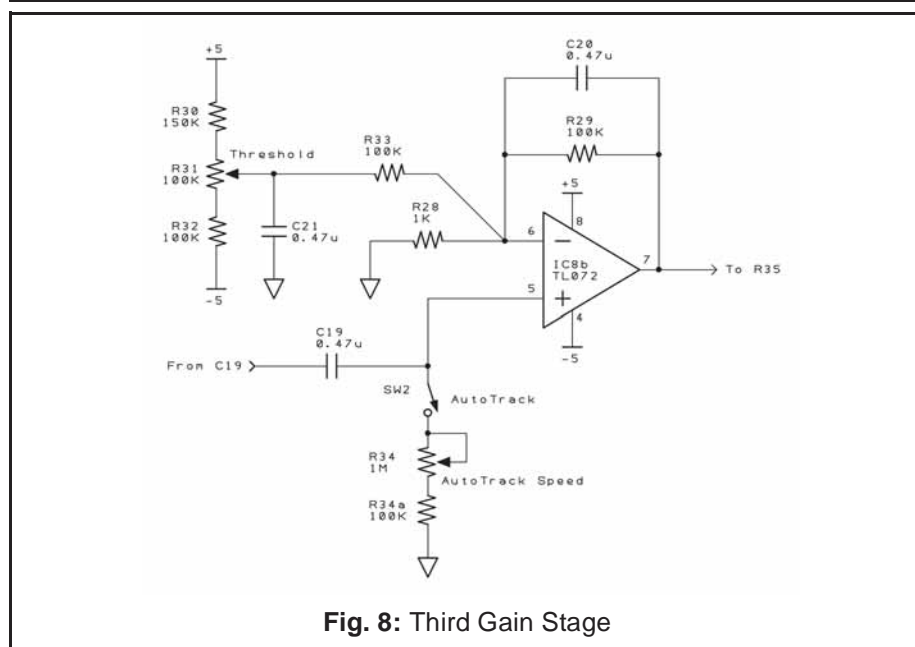 +5
R30
150K
R31
100K
Threshold
R32
100K
-5
C21
0.47u
R33
100K
R28
1K
C20
0.47u
R29
100K
+5
8
6
IC8b
TL072
7
To R35
5
4
-5
C19
0.47u
From C19
SW2
AutoTrack
R34
1M
AutoTrack Speed
R34a
100K
Fig. 8: Third Gain Stage